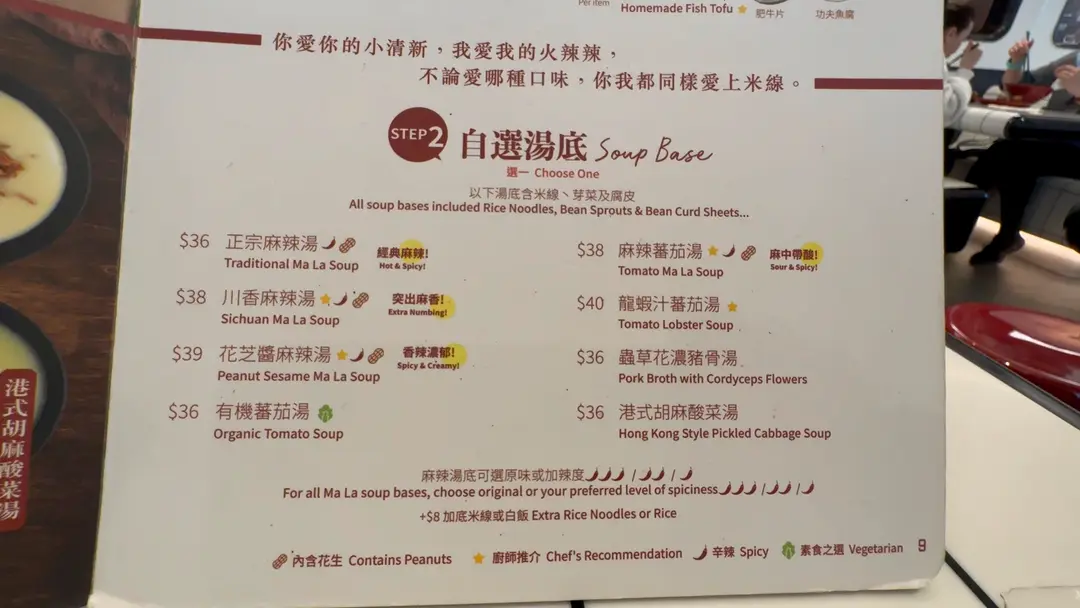 Per item
Homemade Fish Tofu
肥牛片
功夫魚腐
你愛你的小清新，我愛我的火辣辣，
不論愛哪種口味，你我都同樣愛上米線。
STEP 2 自選湯底 Soup Base
選一 Choose One
以下湯底含米線、芽菜及腐皮
All soup bases included Rice Noodles, Bean Sprouts & Bean Curd Sheets...
$36 正宗麻辣湯 經典麻辣!
Traditional Ma La Soup Hot & Spicy!
$38 川香麻辣湯 突出麻香!
Sichuan Ma La Soup Extra Numbing!
$39 花芝醬麻辣湯 香辣濃郁!
Peanut Sesame Ma La Soup Spicy & Creamy!
$36 有機蕃茄湯
Organic Tomato Soup
$38 麻辣蕃茄湯 麻中帶酸!
Tomato Ma La Soup Sour & Spicy!
$40 龍蝦汁蕃茄湯
Tomato Lobster Soup
$36 蟲草花濃豬骨湯
Pork Broth with Cordyceps Flowers
$36 港式胡麻酸菜湯
Hong Kong Style Pickled Cabbage Soup
麻辣湯底可選原味或加辣度 / /
For all Ma La soup bases, choose original or your preferred level of spiciness / /
+$8 加底米線或白飯 Extra Rice Noodles or Rice
內含花生 Contains Peanuts 廚師推介 Chef's Recommendation 辛辣 Spicy 素食之選 Vegetarian 9
港式胡麻酸菜湯